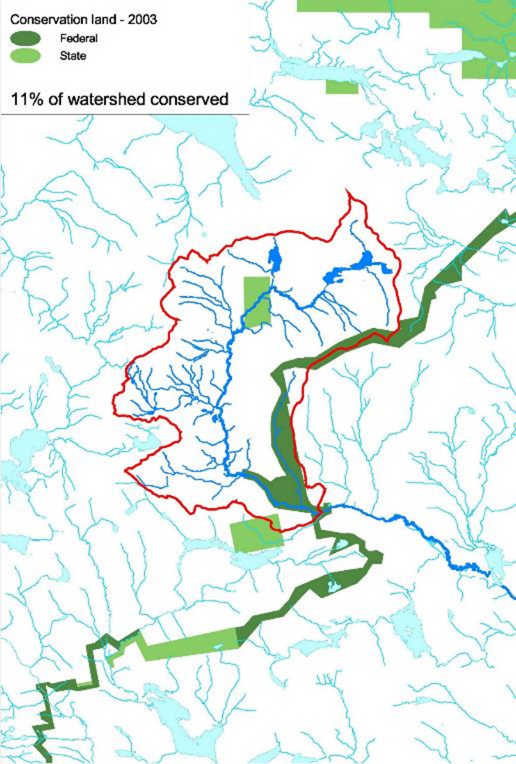 Conservation land - 2003
Federal
State
11% of watershed conserved